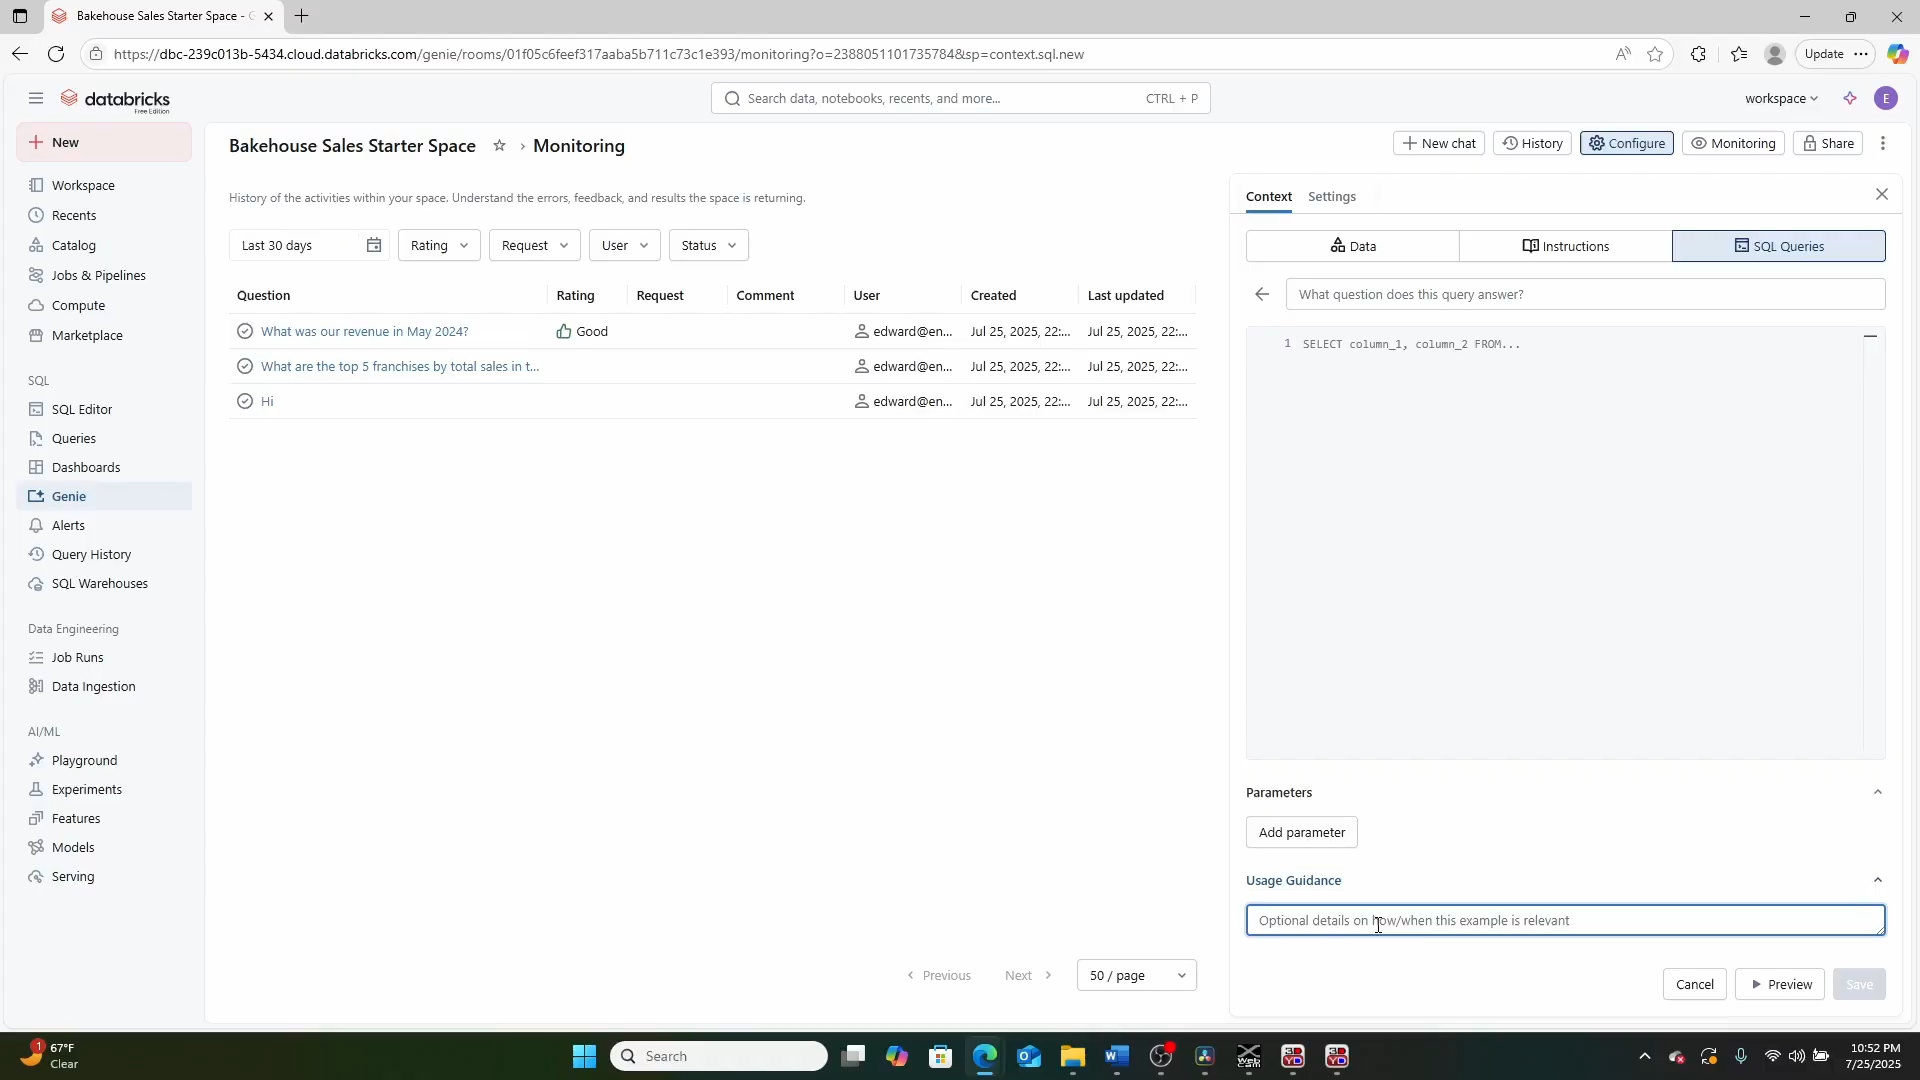 Bakehouse Sales Starter Space - G
https://dbc-239c013b-5434.cloud.databricks.com/genie/rooms/01f05c6feef317aaba5b711c73c1e393/monitoring?o=2388051101735784&sp=context.sql.new
Update
databricks
Free Edition
Search data, notebooks, recents, and more...
CTRL + P
workspace
E
New
Bakehouse Sales Starter Space
Monitoring
New chat
History
Configure
Monitoring
Share
Workspace
Recents
Catalog
Jobs & Pipelines
Compute
Marketplace
SQL
SQL Editor
Queries
Dashboards
Genie
Alerts
Query History
SQL Warehouses
Data Engineering
Job Runs
Data Ingestion
AI/ML
Playground
Experiments
Features
Models
Serving
History of the activities within your space. Understand the errors, feedback, and results the space is returning.
Last 30 days
Rating
Request
User
Status
Question Rating Request Comment User Created Last updated
What was our revenue in May 2024? Good edward@en... Jul 25, 2025, 22:... Jul 25, 2025, 22:...
What are the top 5 franchises by total sales in t... edward@en... Jul 25, 2025, 22:... Jul 25, 2025, 22:...
Hi edward@en... Jul 25, 2025, 22:... Jul 25, 2025, 22:...
Previous
Next
50 / page
Context
Settings
Data
Instructions
SQL Queries
What question does this query answer?
1 SELECT column_1, column_2 FROM...
Parameters
Add parameter
Usage Guidance
Optional details on how/when this example is relevant
Cancel
Preview
Save
1
67°F
Clear
Search
10:52 PM
7/25/2025